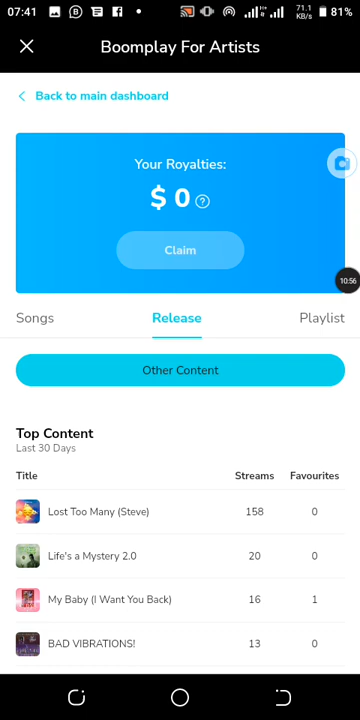 07:41
71.1
KB/s
81%
Boomplay For Artists
Back to main dashboard
Your Royalties:
$ 0 ?
Claim
10:56
Songs Release Playlist
Other Content
Top Content
Last 30 Days
Title Streams Favourites
Lost Too Many (Steve) 158 0
Life's a Mystery 2.0 20 0
My Baby (I Want You Back) 16 1
BAD VIBRATIONS! 13 0